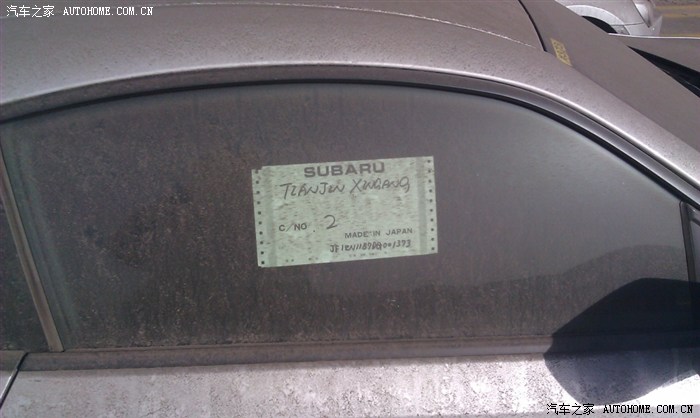 汽车之家 AUTOHOME.COM.CN
SUBARU
TIANJIN XINGANG
C/NO. 2
MADE IN JAPAN
汽车之家 AUTOHOME.COM.CN